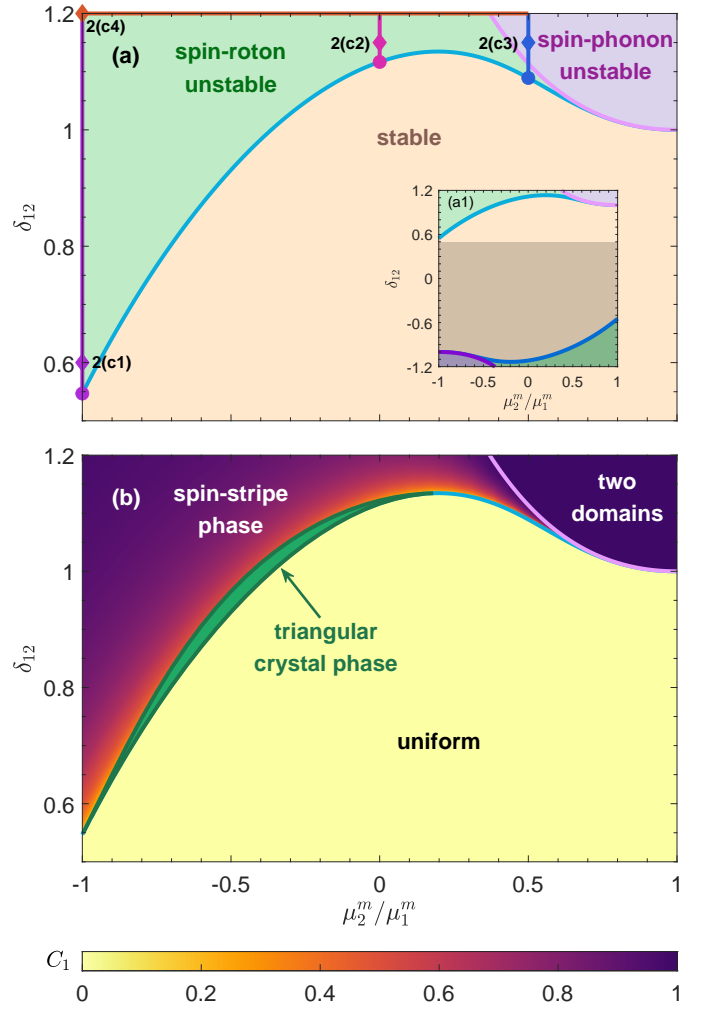 1.2
2(c4)
2(c2)
2(c3)
(a)
spin-roton
unstable
spin-phonon
unstable
1
stable
δ12
0.8
(a1)
1.2
0.6
0
-0.6
-1.2
δ12
-1 -0.5 0 0.5 1
μ₂ᵐ/μ₁ᵐ
0.6
2(c1)
1.2
(b)
spin-stripe
phase
two
domains
1
triangular
crystal phase
δ12
0.8
uniform
0.6
-1 -0.5 0 0.5 1
μ₂ᵐ/μ₁ᵐ
C₁
0 0.2 0.4 0.6 0.8 1